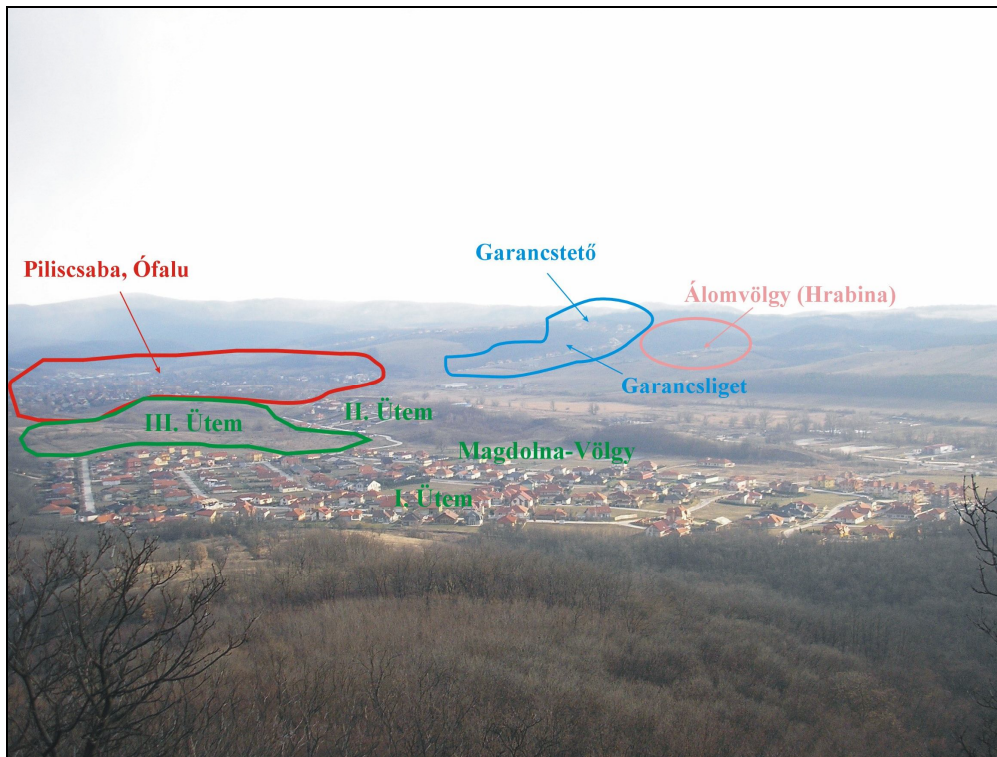 Garancstető
Piliscsaba, Ófalu
Álomvölgy (Hrabina)
Garancsliget
II. Ütem
III. Ütem
Magdolna-Völgy
I. Ütem